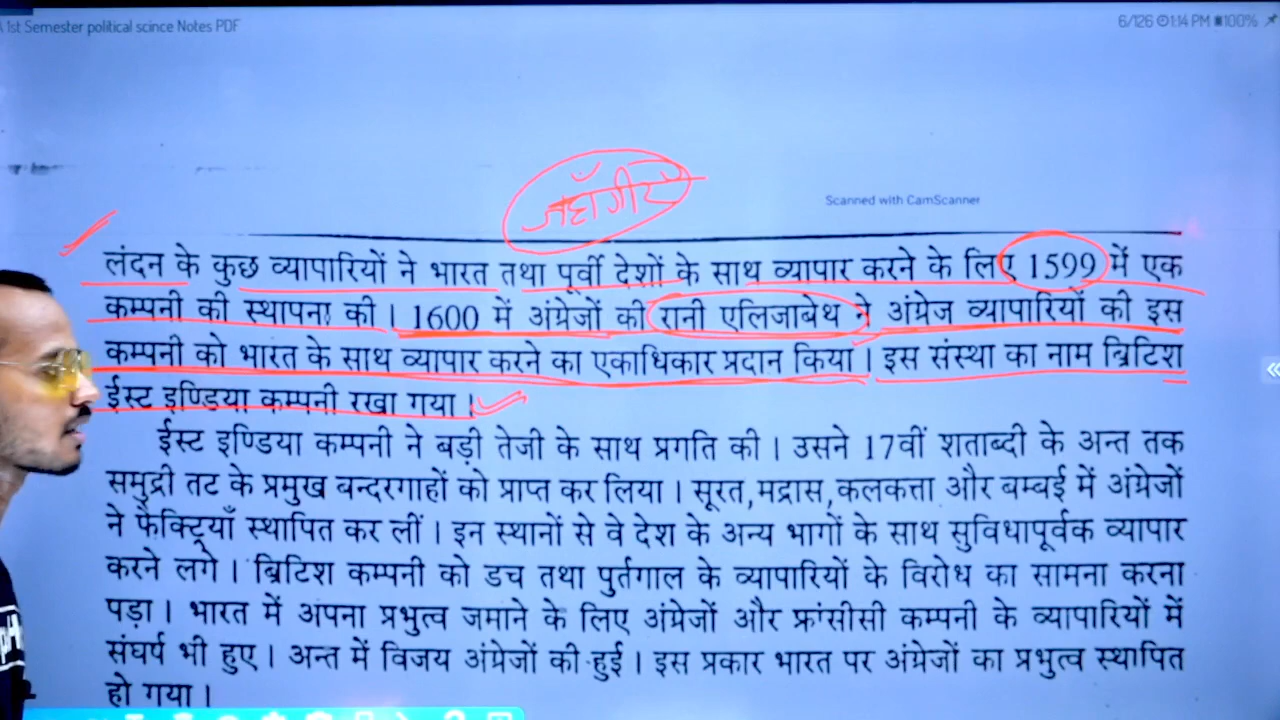 1st Semester political scince Notes PDF
6/126 1:14 PM 100%
जहाँगीर
Scanned with CamScanner
लंदन के कुछ व्यापारियों ने भारत तथा पूर्वी देशों के साथ व्यापार करने के लिए 1599 में एक
कम्पनी की स्थापना की । 1600 में अंग्रेजों की रानी एलिजाबेथ ने अंग्रेज व्यापारियों की इस
कम्पनी को भारत के साथ व्यापार करने का एकाधिकार प्रदान किया । इस संस्था का नाम ब्रिटिश
ईस्ट इण्डिया कम्पनी रखा गया ।
ईस्ट इण्डिया कम्पनी ने बड़ी तेजी के साथ प्रगति की । उसने 17वीं शताब्दी के अन्त तक
समुद्री तट के प्रमुख बन्दरगाहों को प्राप्त कर लिया । सूरत, मद्रास, कलकत्ता और बम्बई में अंग्रेजों
ने फैक्ट्रियाँ स्थापित कर लीं । इन स्थानों से वे देश के अन्य भागों के साथ सुविधापूर्वक व्यापार
करने लगे । ब्रिटिश कम्पनी को डच तथा पुर्तगाल के व्यापारियों के विरोध का सामना करना
पड़ा । भारत में अपना प्रभुत्व जमाने के लिए अंग्रेजों और फ्रांसीसी कम्पनी के व्यापारियों में
संघर्ष भी हुए । अन्त में विजय अंग्रेजों की हुई । इस प्रकार भारत पर अंग्रेजों का प्रभुत्व स्थापित
हो गया ।